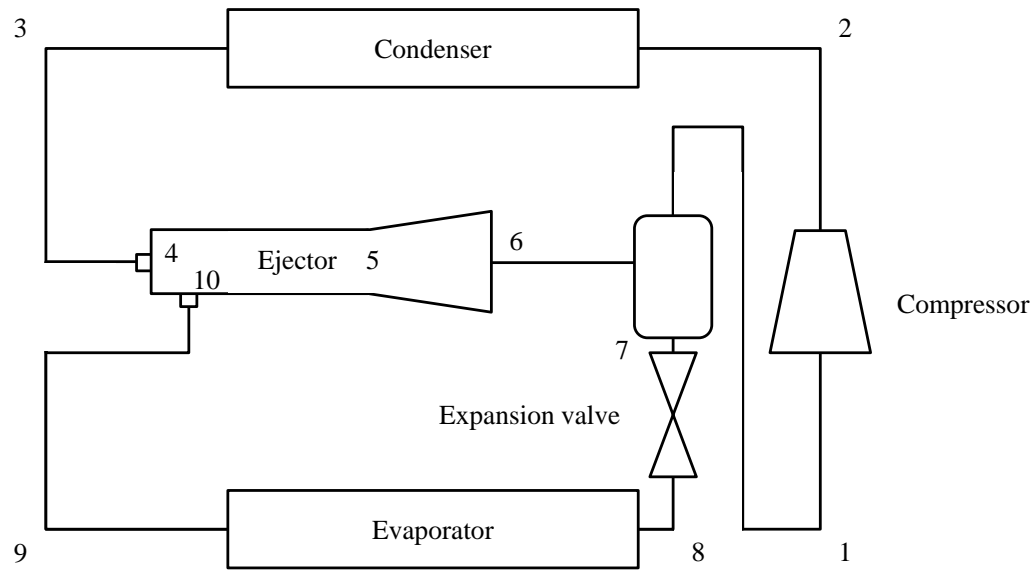 3
Condenser
2
4
Ejector
5
6
10
Compressor
7
Expansion valve
9
Evaporator
8
1